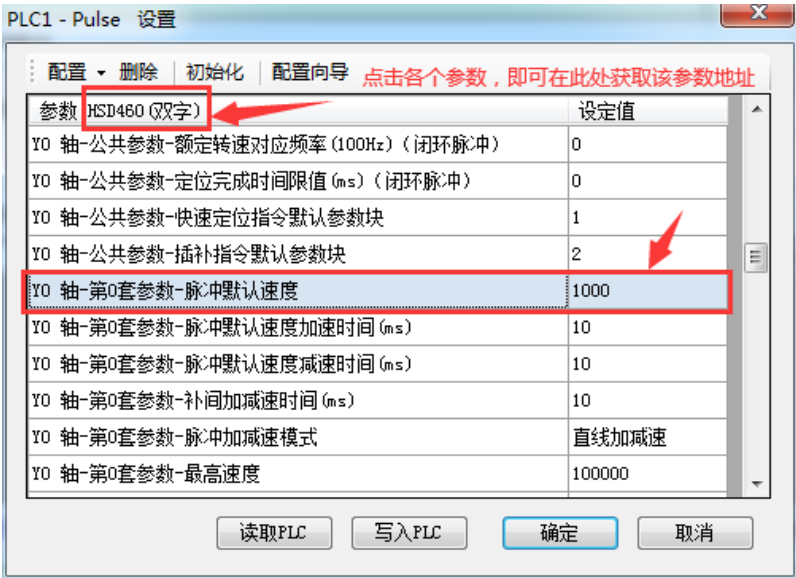 PLC1 - Pulse 设置
X
配置 删除 初始化 配置向导 点击各个参数，即可在此处获取该参数地址
参数 HSD460(双字) 设定值
Y0 轴-公共参数-额定转速对应频率(100Hz)(闭环脉冲) 0
Y0 轴-公共参数-定位完成时间限值(ms)(闭环脉冲) 0
Y0 轴-公共参数-快速定位指令默认参数块 1
Y0 轴-公共参数-插补指令默认参数块 2
Y0 轴-第0套参数-脉冲默认速度 1000
Y0 轴-第0套参数-脉冲默认速度加速时间(ms) 10
Y0 轴-第0套参数-脉冲默认速度减速时间(ms) 10
Y0 轴-第0套参数-补间加减速时间(ms) 10
Y0 轴-第0套参数-脉冲加减速模式 直线加减速
Y0 轴-第0套参数-最高速度 100000
读取PLC 写入PLC 确定 取消